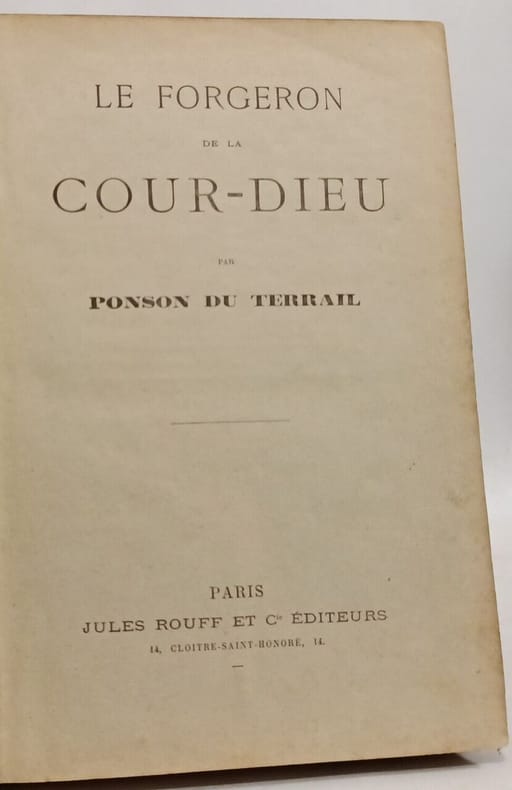 LE FORGERON
DE LA
COUR-DIEU
PAR
PONSON DU TERRAIL
PARIS
JULES ROUFF ET Cie ÉDITEURS
14, CLOITRE-SAINT-HONORÉ, 14.